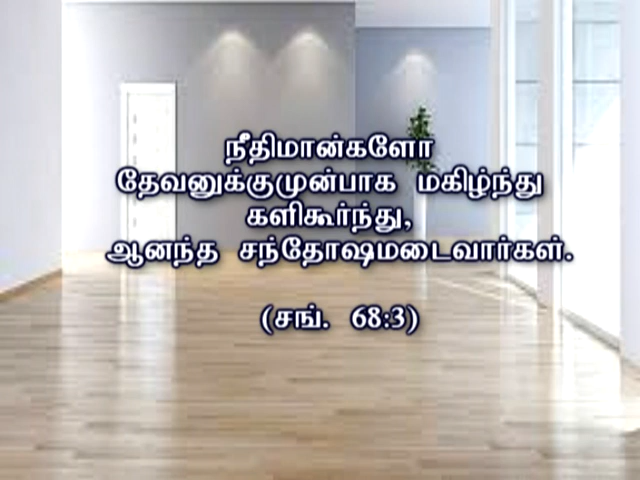 நீதிமான்களோ
தேவனுக்குமுன்பாக மகிழ்ந்து
களிகூர்ந்து,
ஆனந்த சந்தோஷமடைவார்கள்.
(சங். 68:3)